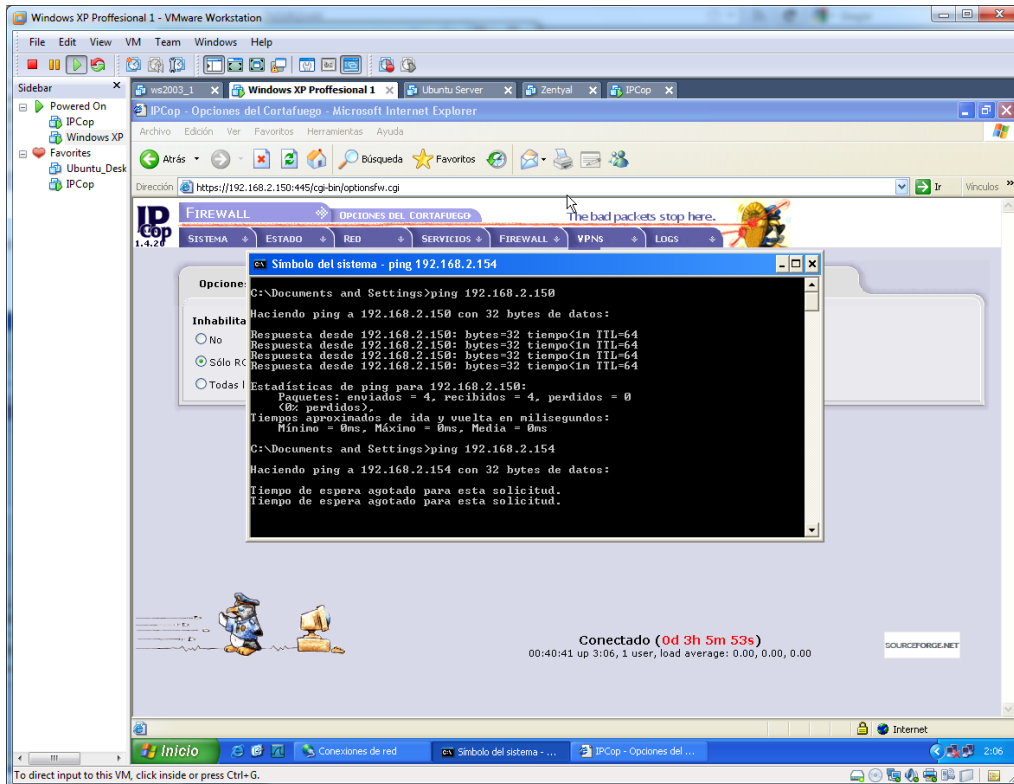 Windows XP Proffesional 1 - VMware Workstation
File Edit View VM Team Windows Help
Sidebar
Powered On
IPCop
Windows XP
Favorites
Ubuntu_Desk
IPCop
ws2003_1 Windows XP Proffesional 1 Ubuntu Server Zentyal IPCop
IPCop - Opciones del Cortafuego - Microsoft Internet Explorer
Archivo Edición Ver Favoritos Herramientas Ayuda
Atrás Búsqueda Favoritos
Dirección https://192.168.2.150:445/cgi-bin/optionsfw.cgi Ir Vínculos
IPCop
1.4.20
FIREWALL OPCIONES DEL CORTAFUEGO The bad packets stop here.
SISTEMA ESTADO RED SERVICIOS FIREWALL VPNS LOGS
Opcione
Inhabilita
No
Sólo
Todas
Símbolo del sistema - ping 192.168.2.154
C:\Documents and Settings>ping 192.168.2.150
Haciendo ping a 192.168.2.150 con 32 bytes de datos:
Respuesta desde 192.168.2.150: bytes=32 tiempo<1m TTL=64
Respuesta desde 192.168.2.150: bytes=32 tiempo<1m TTL=64
Respuesta desde 192.168.2.150: bytes=32 tiempo<1m TTL=64
Respuesta desde 192.168.2.150: bytes=32 tiempo<1m TTL=64
Estadísticas de ping para 192.168.2.150:
Paquetes: enviados = 4, recibidos = 4, perdidos = 0
(0% perdidos),
Tiempos aproximados de ida y vuelta en milisegundos:
Mínimo = 0ms, Máximo = 0ms, Media = 0ms
C:\Documents and Settings>ping 192.168.2.154
Haciendo ping a 192.168.2.154 con 32 bytes de datos:
Tiempo de espera agotado para esta solicitud.
Tiempo de espera agotado para esta solicitud.
Conectado (0d 3h 5m 53s)
00:40:41 up 3:06, 1 user, load average: 0.00, 0.00, 0.00
SOURCEFORGE.NET
Internet
Inicio Conexiones de red Símbolo del sistema - ... IPCop - Opciones del ... 2:06
To direct input to this VM, click inside or press Ctrl+G.